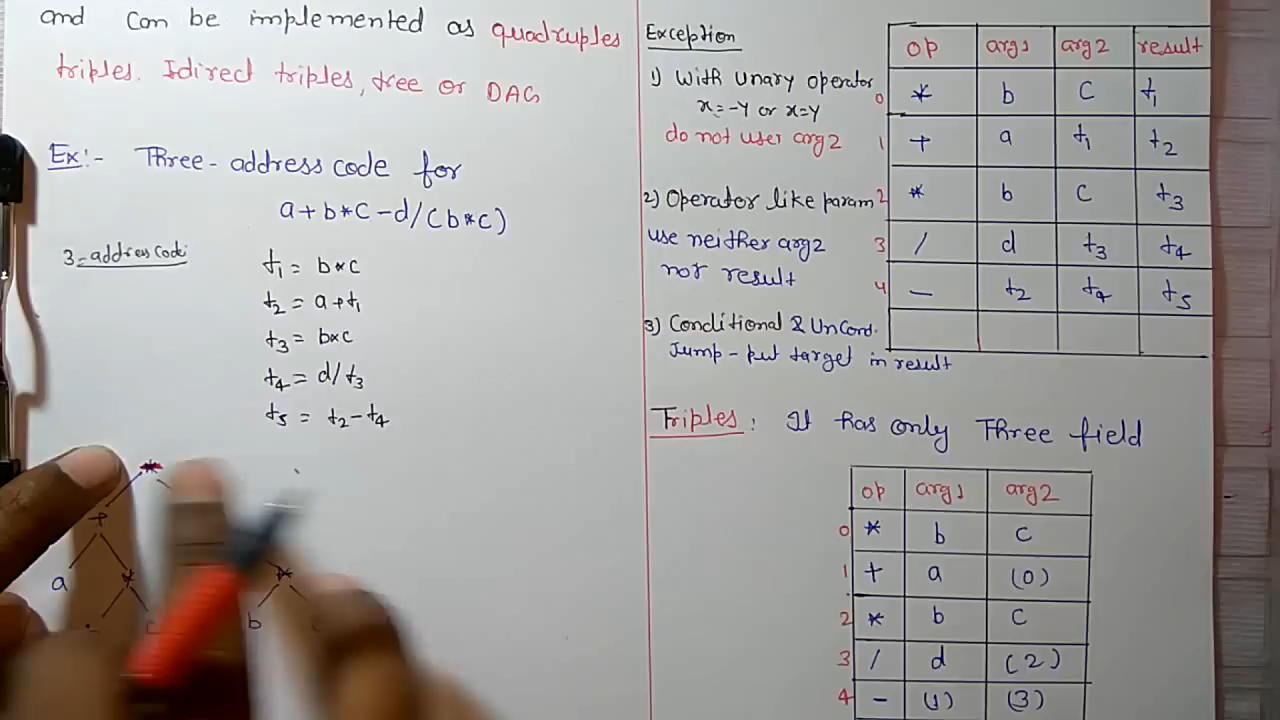 and can be implemented as quadruples
triples. Idirect triples, tree or DAG
Ex:- Three-address code for
a+b*c-d/(b*c)
3-address code
t1 = b*c
t2 = a+t1
t3 = b*c
t4 = d/t3
t5 = t2-t4
*
+
a *
*
b
Exception
1) With Unary operator
x=-y or x=y
do not user arg2
2) Operator like param
use neither arg2
nor result
3) Conditional & UnCond.
Jump - put target in result
op arg1 arg2 result
0 * b c t1
1 + a t1 t2
2 * b c t3
3 / d t3 t4
4 - t2 t4 t5
Triples: It has only Three field
op arg1 arg2
0 * b c
1 + a (0)
2 * b c
3 / d (2)
4 - (1) (3)